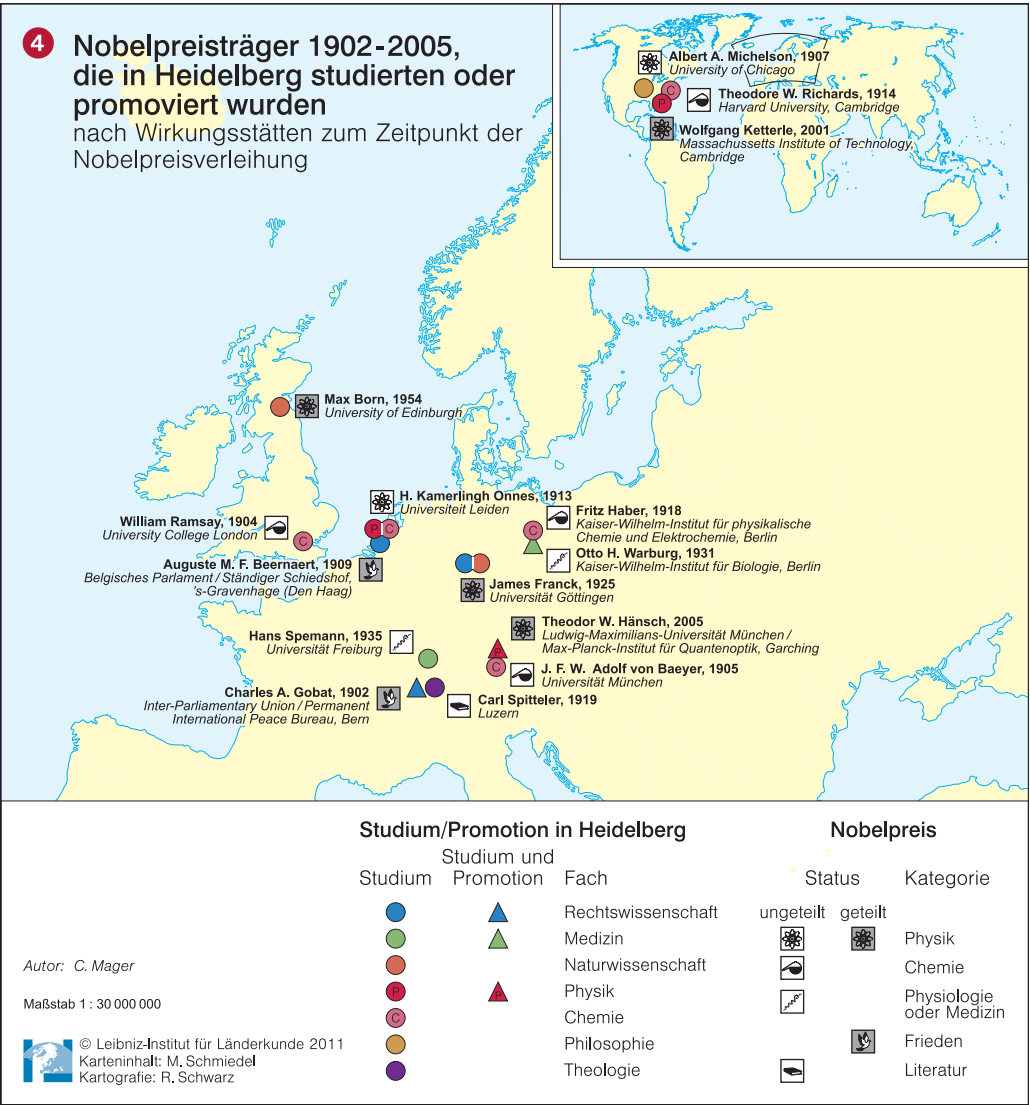 4
Nobelpreisträger 1902-2005,
die in Heidelberg studierten oder
promoviert wurden
nach Wirkungsstätten zum Zeitpunkt der
Nobelpreisverleihung
Albert A. Michelson, 1907
University of Chicago
C
P
Theodore W. Richards, 1914
Harvard University, Cambridge
Wolfgang Ketterle, 2001
Massachussetts Institute of Technology,
Cambridge
Max Born, 1954
University of Edinburgh
H. Kamerlingh Onnes, 1913
Universiteit Leiden
P C
William Ramsay, 1904
University College London
C
Fritz Haber, 1918
Kaiser-Wilhelm-Institut für physikalische
Chemie und Elektrochemie, Berlin
C
Otto H. Warburg, 1931
Kaiser-Wilhelm-Institut für Biologie, Berlin
Auguste M. F. Beernaert, 1909
Belgisches Parlament / Ständiger Schiedshof,
's-Gravenhage (Den Haag)
James Franck, 1925
Universität Göttingen
Theodor W. Hänsch, 2005
Ludwig-Maximilians-Universität München /
Max-Planck-Institut für Quantenoptik, Garching
P
C
Hans Spemann, 1935
Universität Freiburg
J. F. W. Adolf von Baeyer, 1905
Universität München
Charles A. Gobat, 1902
Inter-Parliamentary Union / Permanent
International Peace Bureau, Bern
Carl Spitteler, 1919
Luzern
Studium/Promotion in Heidelberg
Nobelpreis
Studium
Studium und
Promotion
Fach
Status
Kategorie
ungeteilt geteilt
Rechtswissenschaft
Medizin
Naturwissenschaft
P P Physik
C Chemie
Philosophie
Theologie
Physik
Chemie
Physiologie
oder Medizin
Frieden
Literatur
Autor: C. Mager
Maßstab 1 : 30 000 000
© Leibniz-Institut für Länderkunde 2011
Karteninhalt: M. Schmiedel
Kartografie: R. Schwarz